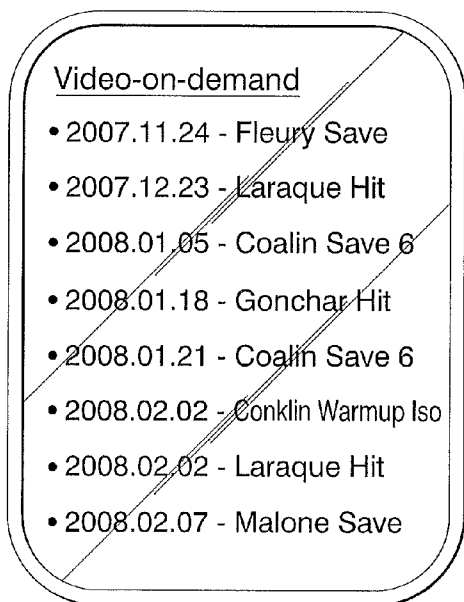 Video-on-demand
• 2007.11.24 - Fleury Save
• 2007.12.23 - Laraque Hit
• 2008.01.05 - Coalin Save 6
• 2008.01.18 - Gonchar Hit
• 2008.01.21 - Coalin Save 6
• 2008.02.02 - Conklin Warmup Iso
• 2008.02.02 - Laraque Hit
• 2008.02.07 - Malone Save